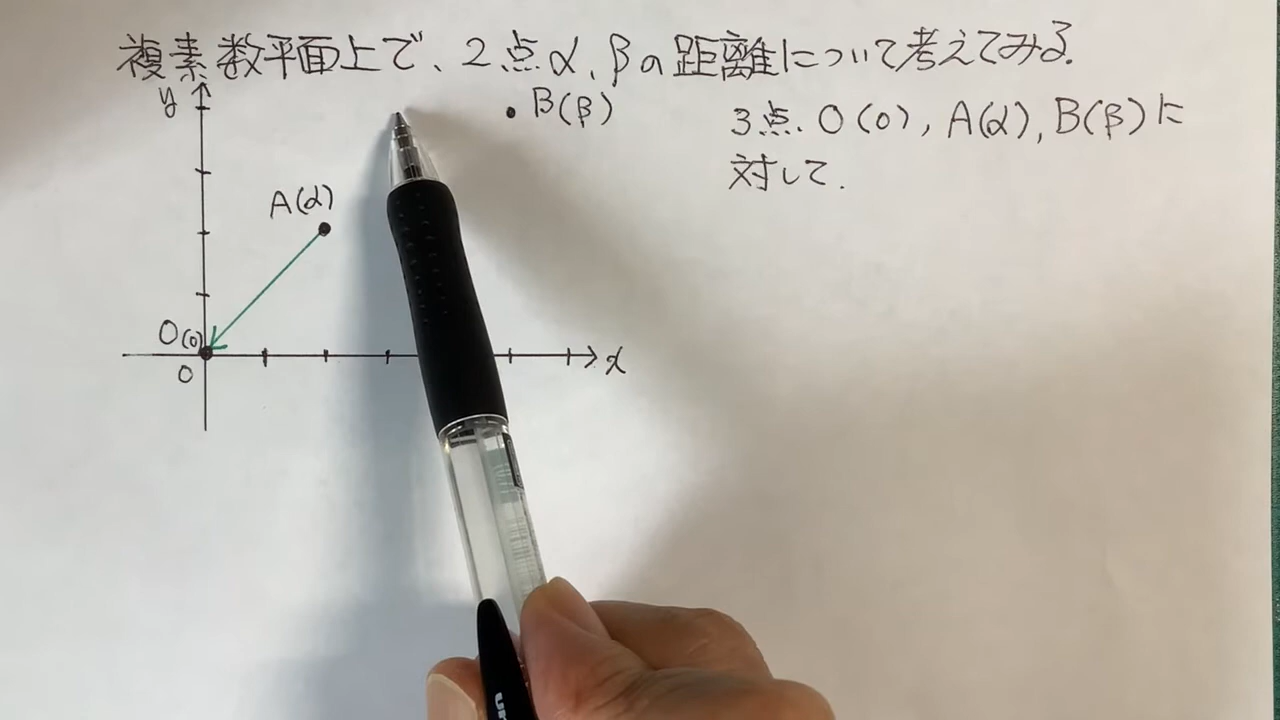 複素数平面上で、2点α、βの距離について考えてみる.
y
B(β)
3点. O(0), A(α), B(β)に
対して.
A(α)
O(0)
0
x